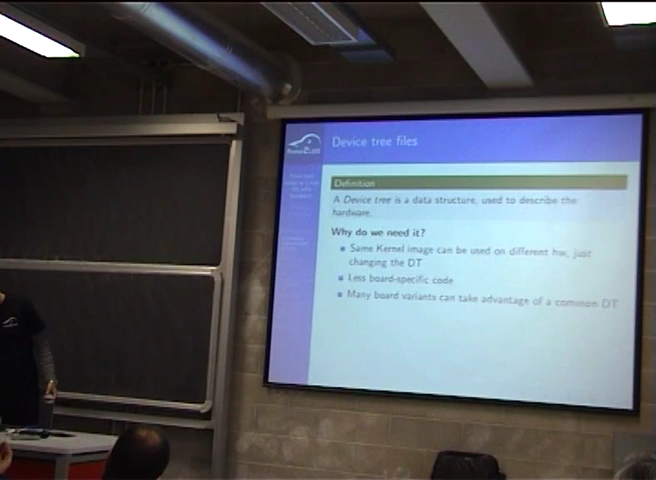 Device tree files
Definition
A Device tree is a data structure, used to describe the
hardware.
Why do we need it?
Same Kernel image can be used on different hw, just
changing the DT
Less board-specific code
Many board variants can take advantage of a common DT